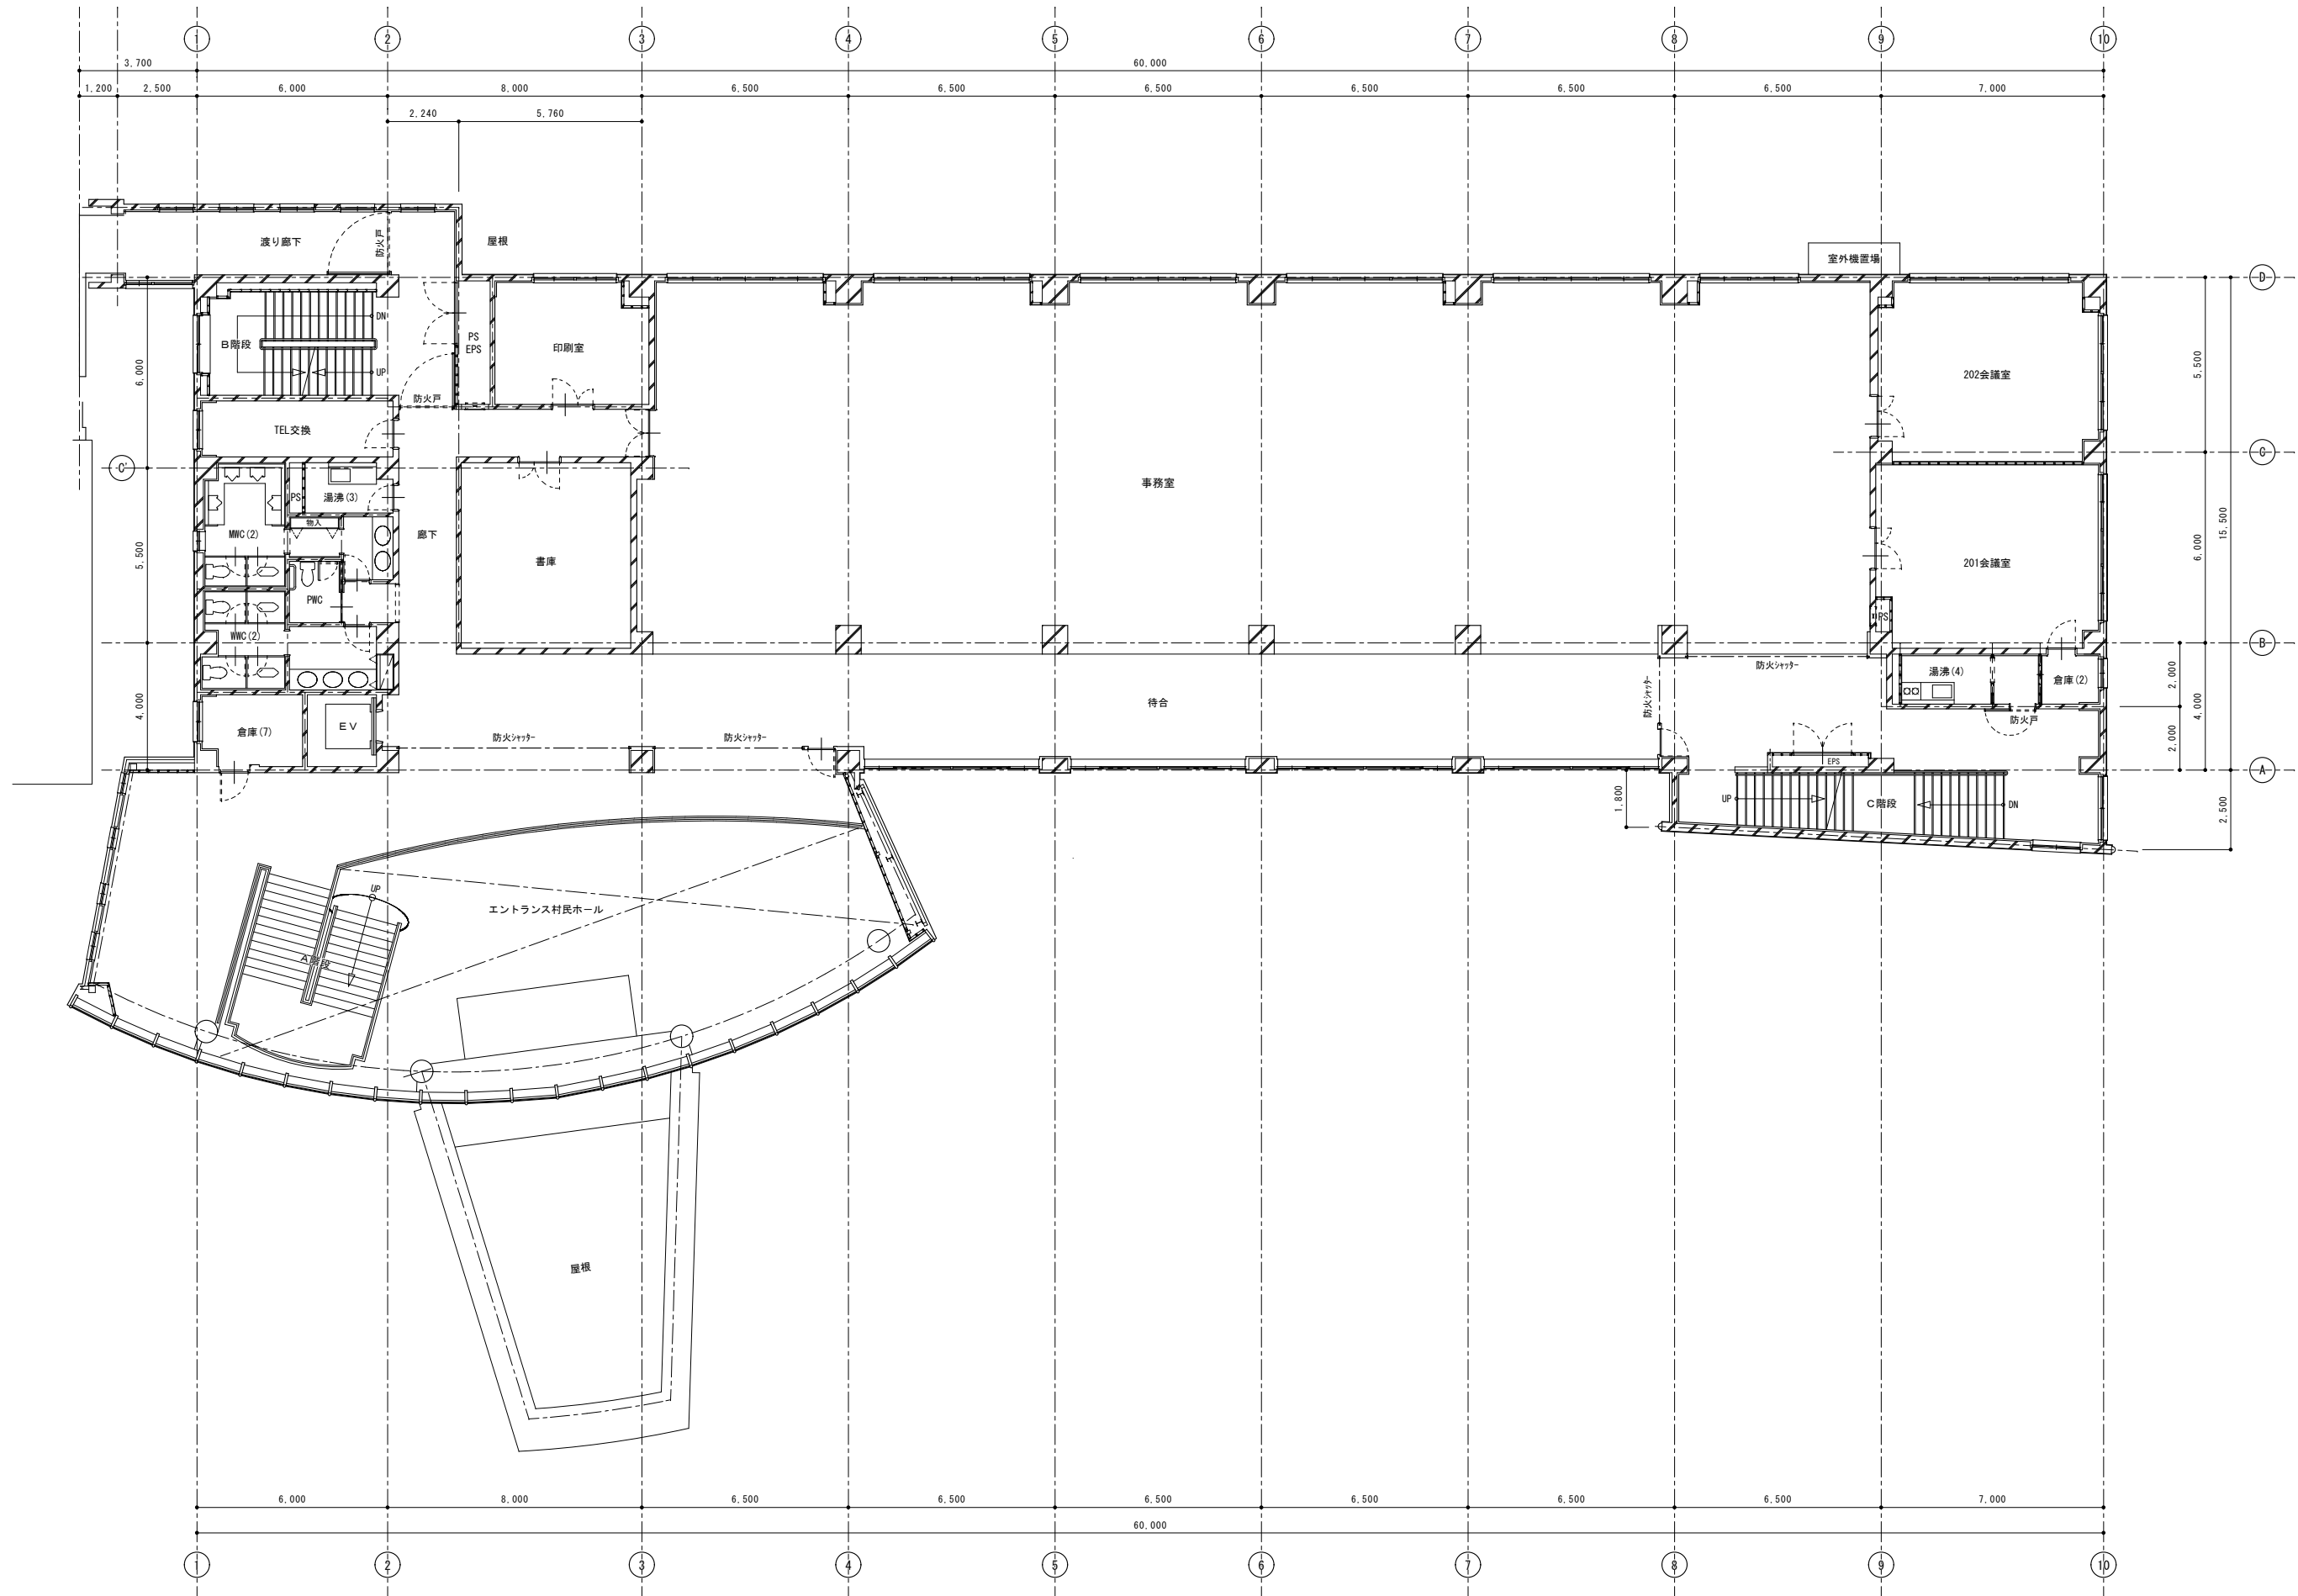 1 2 3 4 5 6 7 8 9 10
3,700 60,000
1,200 2,500 6,000 8,000 6,500 6,500 6,500 6,500 6,500 6,500 7,000
2,240 5,760
渡り廊下
防火戸
屋根
室外機置場
D
B階段
DN
UP
PS
EPS
印刷室
6,000
防火戸
202会議室
5,500
TEL交換
C'
C
PS
湯沸(3)
物入
MWC(2)
廊下
書庫
事務室
5,500
PWC
WWC(2)
201会議室
6,000
15,500
PS
B
防火シャッター
湯沸(4)
倉庫(2)
2,000
4,000
防火シャッター
待合
4,000
倉庫(7)
EV
防火シャッター
防火シャッター
防火戸
2,000
EPS
A
1,800
UP
C階段
DN
2,500
UP
エントランス村民ホール
A階段
屋根
6,000 8,000 6,500 6,500 6,500 6,500 6,500 6,500 7,000
60,000
1 2 3 4 5 6 7 8 9 10